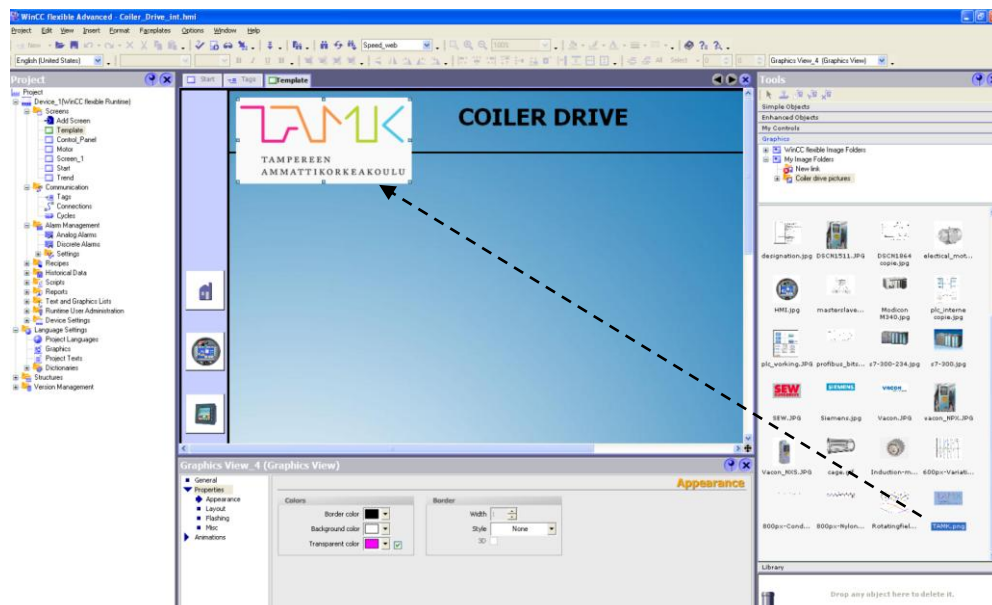 WinCC flexible Advanced - Coiler_Drive_int.hmi
Project Edit View Insert Format Faceplates Options Window Help
New Speed_web 100%
English (United States) Select Graphics View_4 (Graphics View)
Project
Project
Device_1(WinCC flexible Runtime)
Screens
Add Screen
Template
Control_Panel
Motor
Screen_1
Start
Trend
Communication
Tags
Connections
Cycles
Alarm Management
Analog Alarms
Discrete Alarms
Settings
Recipes
Historical Data
Scripts
Reports
Text and Graphics Lists
Runtime User Administration
Device Settings
Language Settings
Project Languages
Graphics
Project Texts
Dictionaries
Structures
Version Management
Start Tags Template
TAMK
TAMPEREEN
AMMATTIKORKEAKOULU
COILER DRIVE
Graphics View_4 (Graphics View)
General
Properties
Appearance
Layout
Flashing
Misc
Animations
Appearance
Colors
Border color
Background color
Transparent color
Border
Width
Style None
3D
Tools
Simple Objects
Enhanced Objects
My Controls
Graphics
WinCC flexible Image Folders
My Image Folders
New link
Coiler drive pictures
designation.jpg DSCN1511.JPG DSCN1864 copie.jpg electical_mot...
HMI.jpg masterclave... Modicon M340.jpg plc_interne copie.jpg
plc_working.JPG profibus_bits... s7-300-234.jpg s7-300.jpg
SEW
SIEMENS
VACON
SEW.JPG Siemens.jpg Vacon.JPG vacon_NPX.JPG
Vacon_NXS.JPG cage.gif Induction-m... 600px-Variati...
800px-Cond... 800px-Nylon... Rotatingfiel... TAMK.png
Library
Drop any object here to delete it.